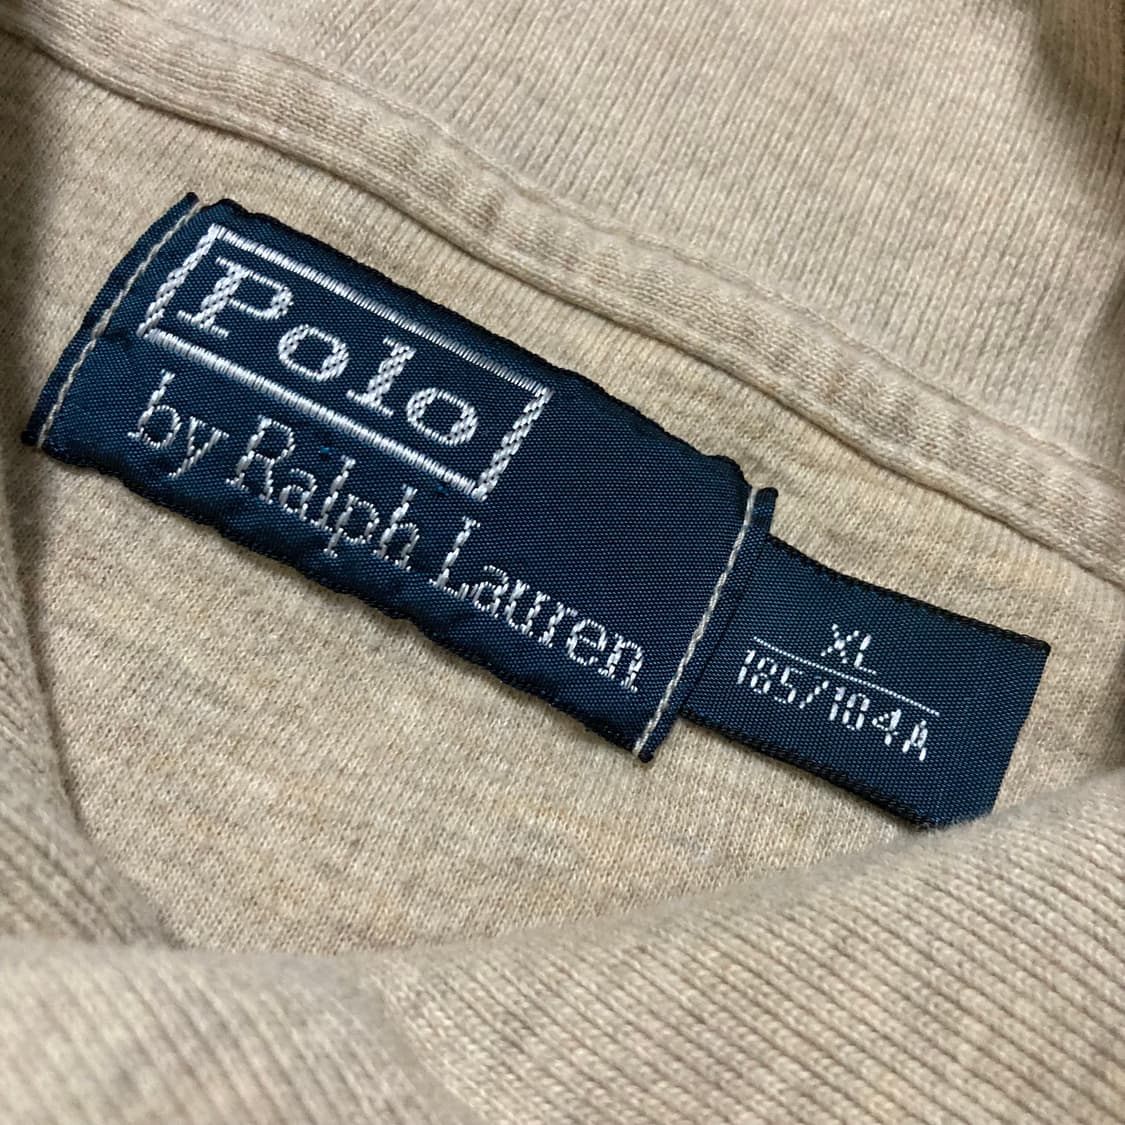 Polo
by Ralph Lauren
XL
185/104A